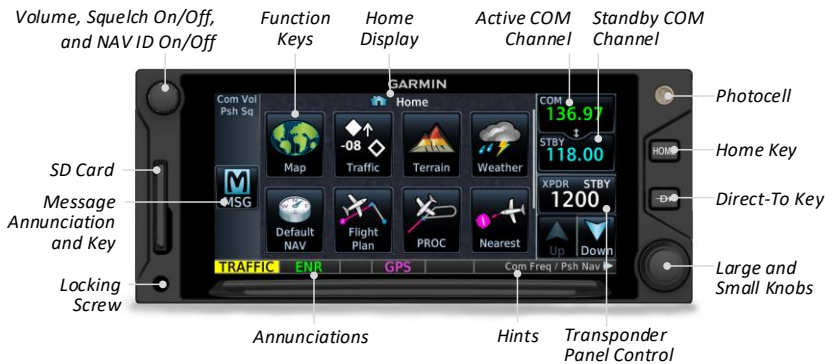 Volume, Squelch On/Off,
and NAV ID On/Off
Function
Keys
Home
Display
Active COM
Channel
Standby COM
Channel
GARMIN
Com Vol
Psh Sq
Home
COM
136.97
STBY
118.00
XPDR STBY
1200
Map
Traffic
-08
Terrain
Weather
MSG
Default
NAV
Flight
Plan
PROC
Nearest
Up
Down
TRAFFIC
ENR
GPS
Com Freq / Psh Nav
HOME
Photocell
Home Key
Direct-To Key
Large and
Small Knobs
SD Card
Message
Annunciation
and Key
Locking
Screw
Annunciations
Hints
Transponder
Panel Control